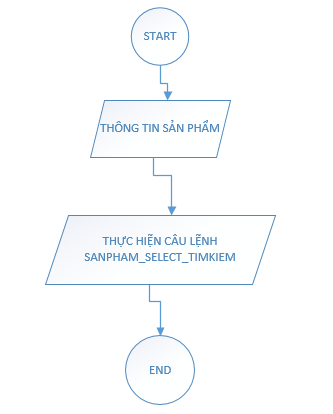 START
THÔNG TIN SẢN PHẨM
THỰC HIỆN CÂU LỆNH
SANPHAM_SELECT_TIMKIEM
END